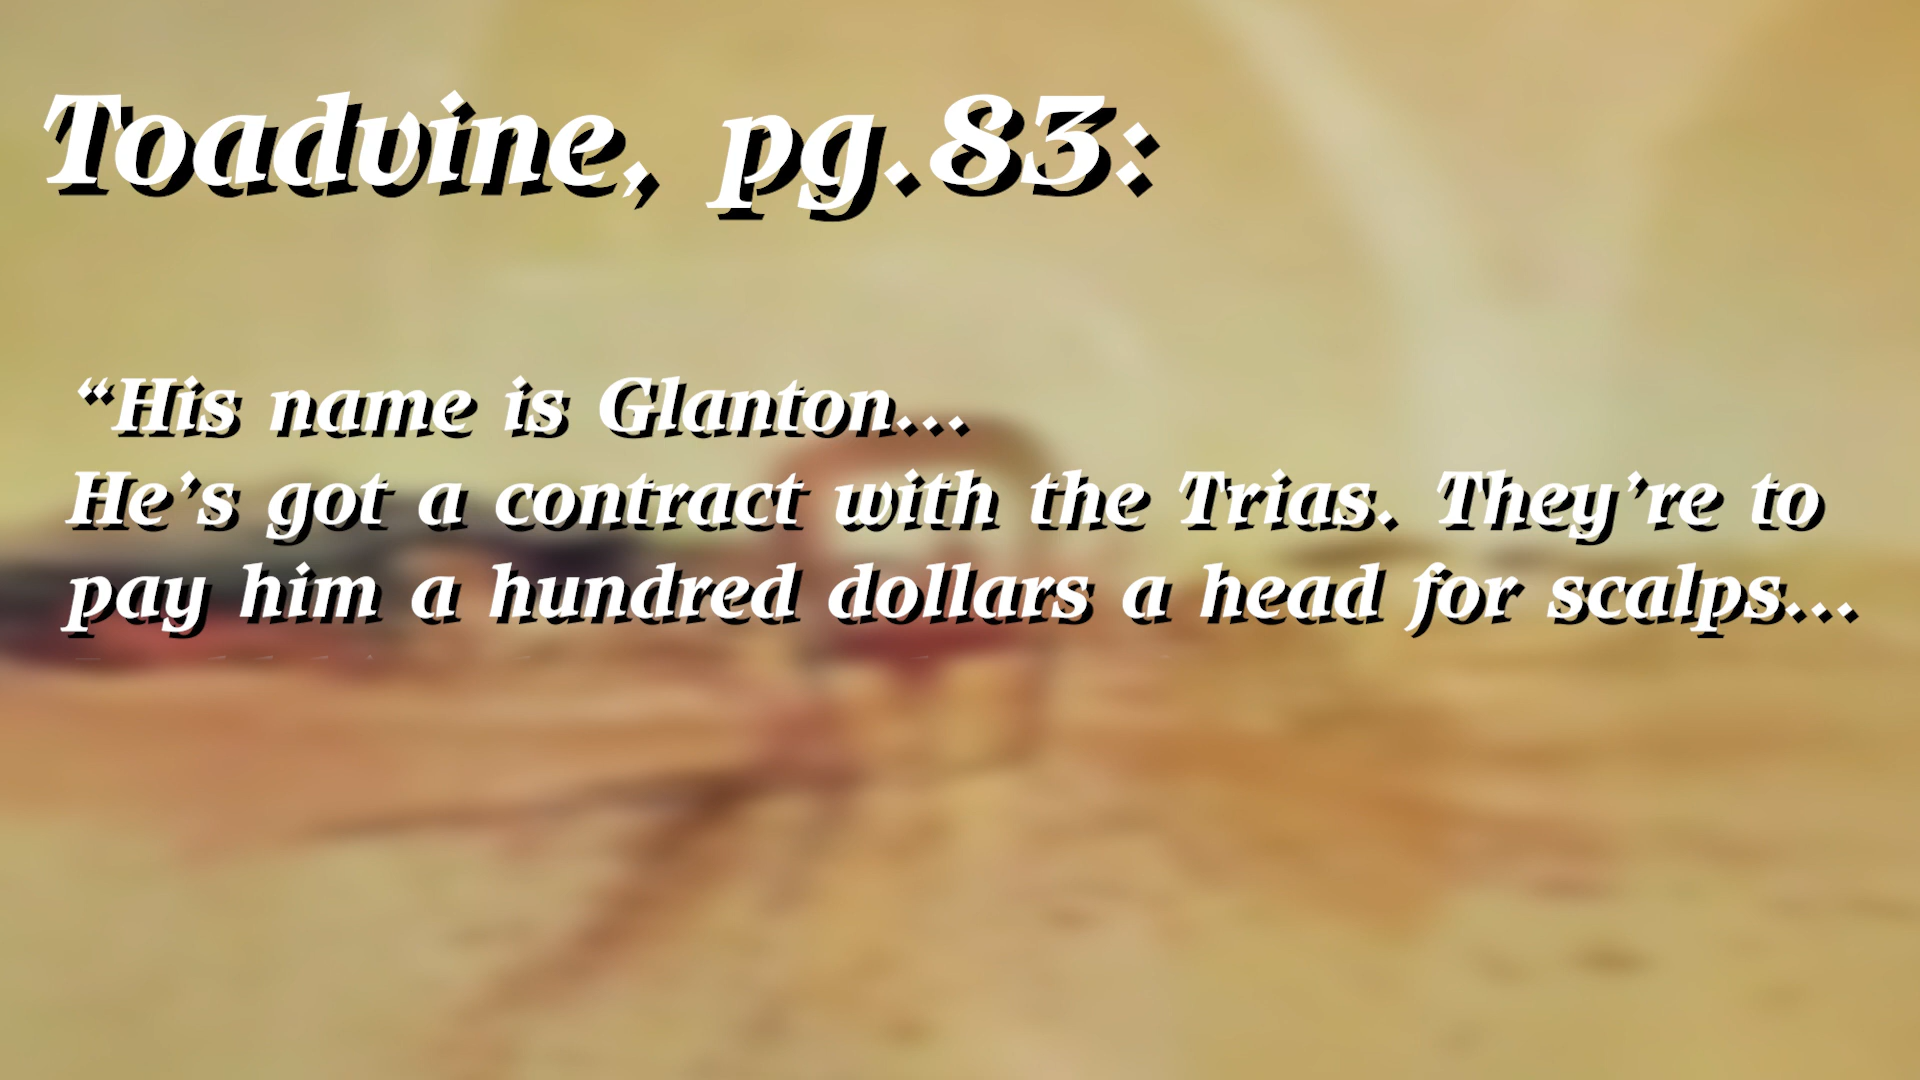 Toadvine, pg.83:
“His name is Glanton...
He’s got a contract with the Trias. They’re to
pay him a hundred dollars a head for scalps...